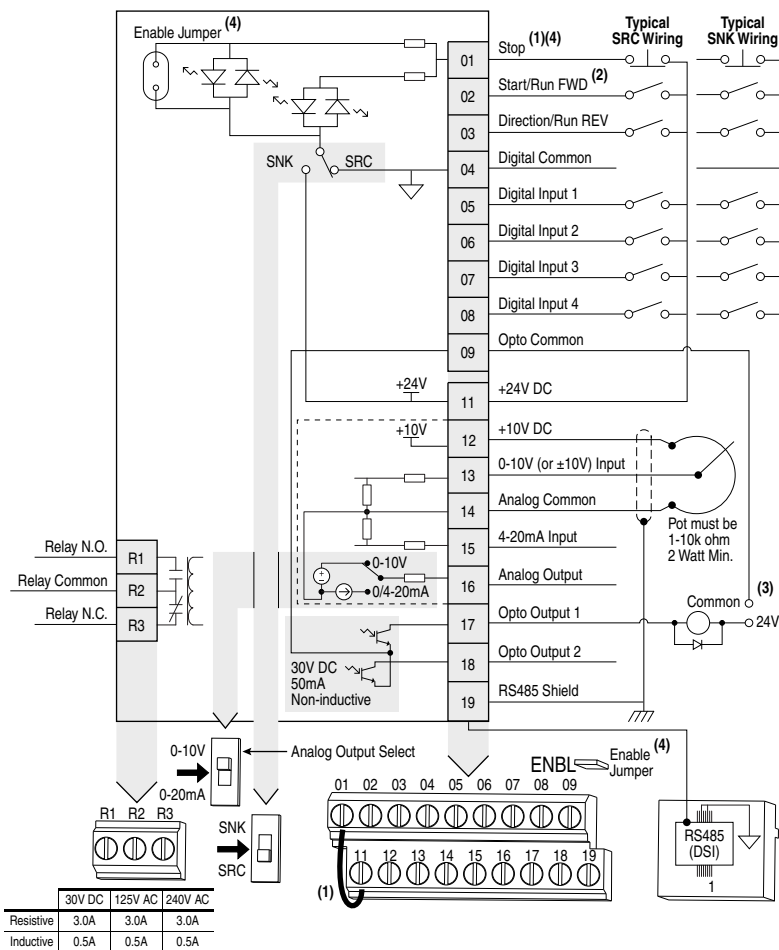 Enable Jumper (4)
Typical
SRC Wiring
Typical
SNK Wiring
01 Stop (1)(4)
02 Start/Run FWD (2)
03 Direction/Run REV
SNK SRC
04 Digital Common
05 Digital Input 1
06 Digital Input 2
07 Digital Input 3
08 Digital Input 4
09 Opto Common
+24V
11 +24V DC
+10V
12 +10V DC
13 0-10V (or ±10V) Input
14 Analog Common
Pot must be
1-10k ohm
2 Watt Min.
15 4-20mA Input
0-10V
0/4-20mA
16 Analog Output
Relay N.O. R1
Relay Common R2
Relay N.C. R3
Common (3)
24V
17 Opto Output 1
18 Opto Output 2
30V DC
50mA
Non-inductive
19 RS485 Shield
0-10V
0-20mA
Analog Output Select
ENBL Enable
Jumper (4)
R1 R2 R3
SNK
SRC
01 02 03 04 05 06 07 08 09
11 12 13 14 15 16 17 18 19
(1)
RS485
(DSI)
1
30V DC 125V AC 240V AC
Resistive 3.0A 3.0A 3.0A
Inductive 0.5A 0.5A 0.5A